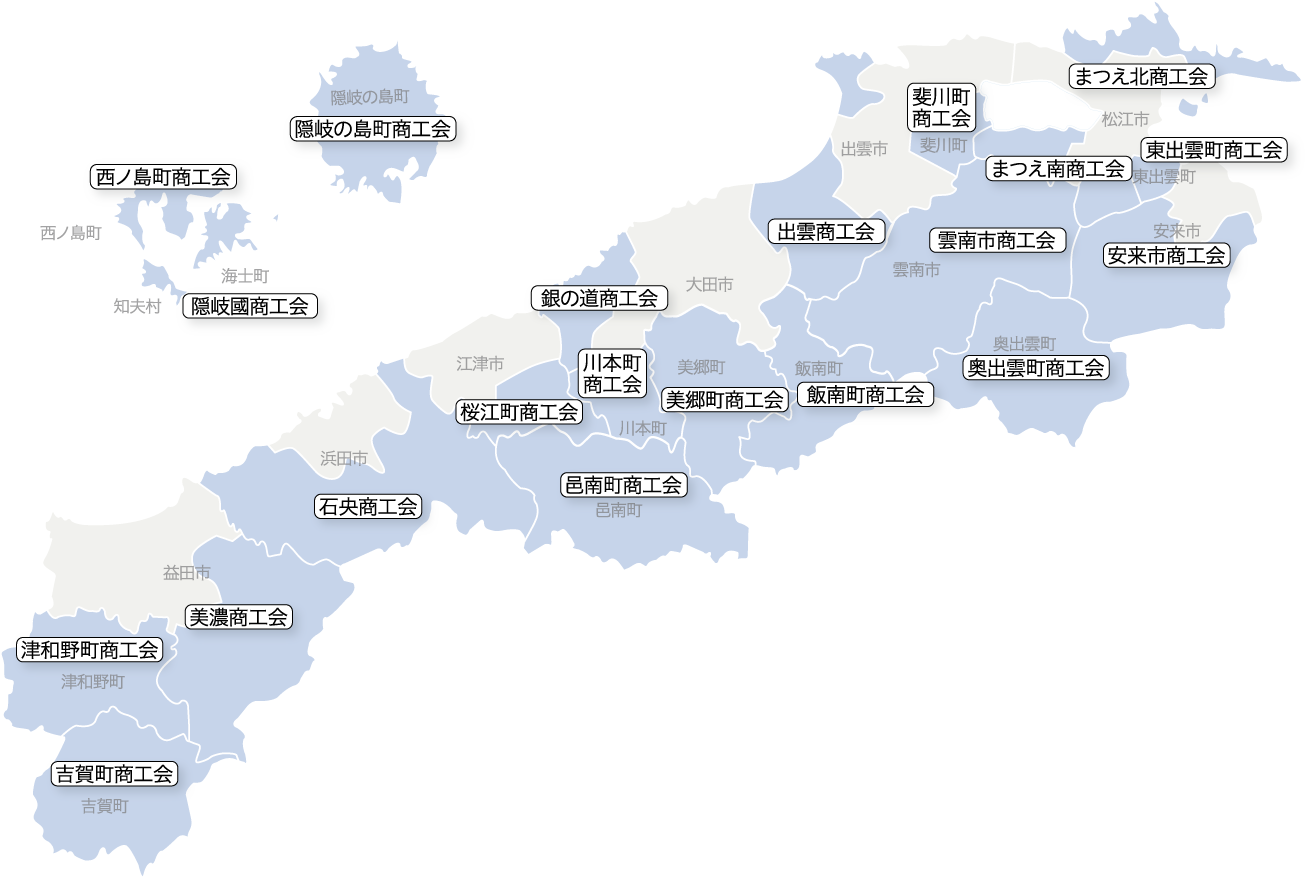 まつえ北商工会
隠岐の島町
斐川町
商工会
松江市
隠岐の島町商工会
出雲市
斐川町
東出雲町商工会
まつえ南商工会
西ノ島町商工会
東出雲町
西ノ島町
出雲商工会
安来市
雲南市商工会
安来市商工会
海士町
雲南市
大田市
知夫村
隠岐國商工会
銀の道商工会
奥出雲町
江津市
川本町
商工会
美郷町
飯南町
奥出雲町商工会
桜江町商工会
美郷町商工会
飯南町商工会
川本町
浜田市
邑南町商工会
石央商工会
邑南町
益田市
美濃商工会
津和野町商工会
津和野町
吉賀町商工会
吉賀町